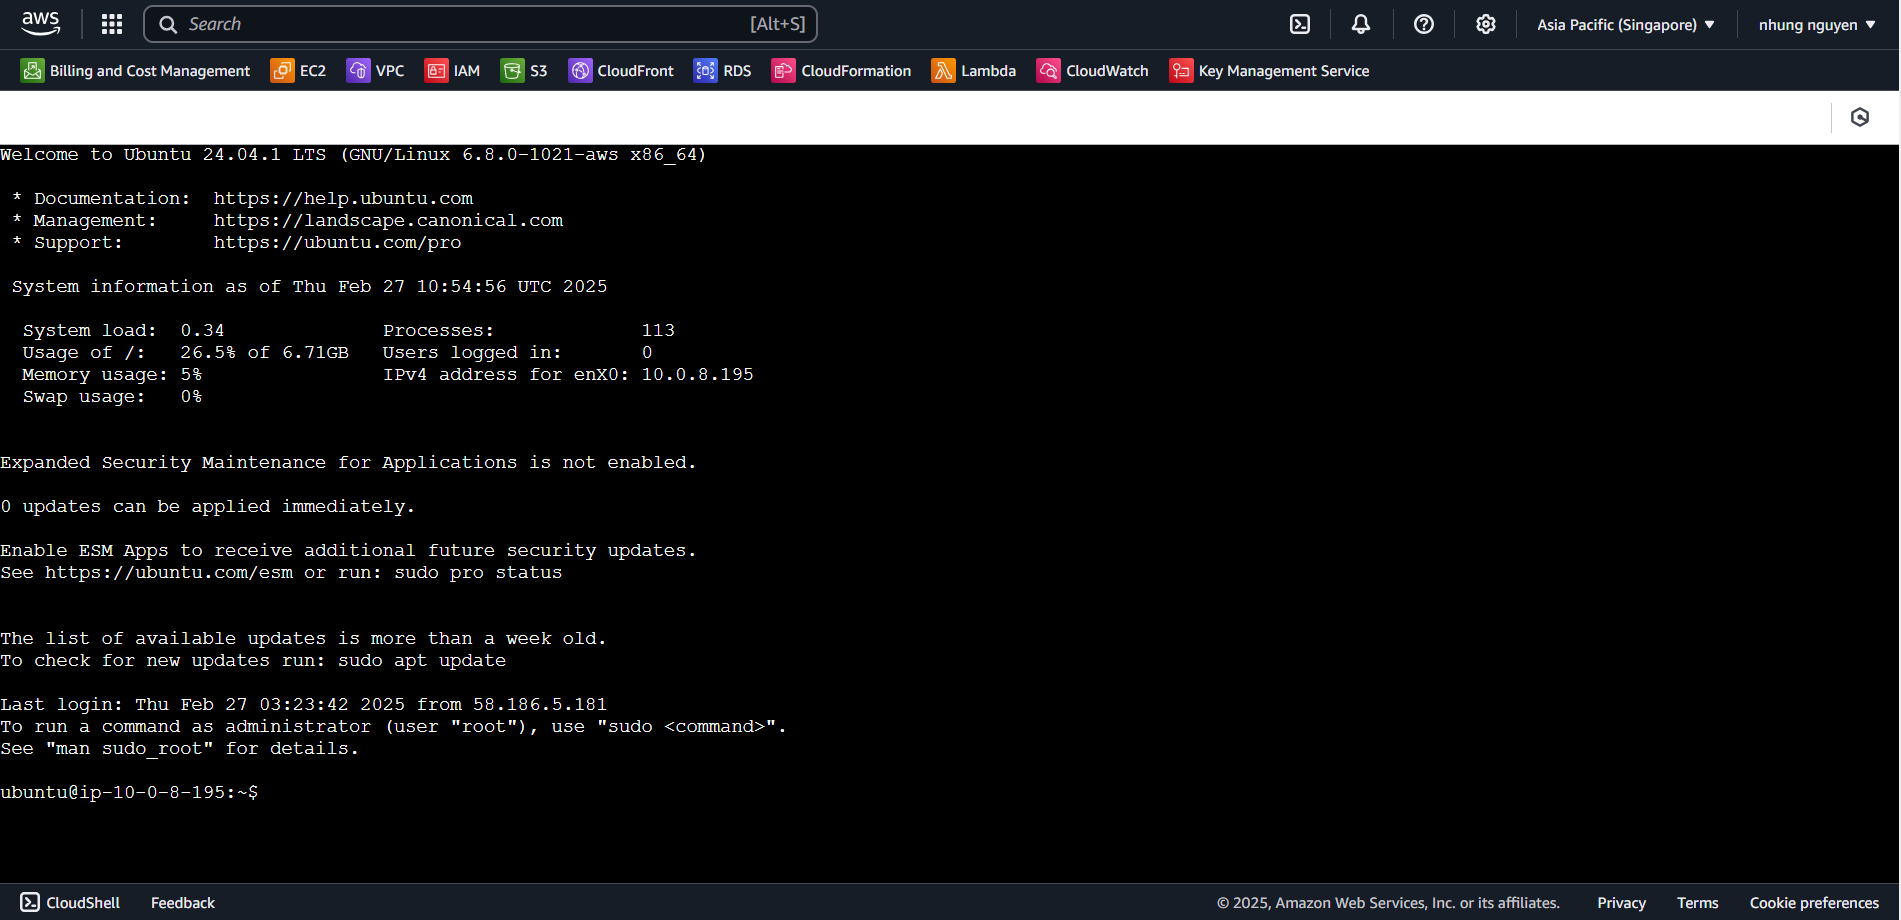 aws
Search [Alt+S]
Asia Pacific (Singapore)
nhung nguyen
Billing and Cost Management EC2 VPC IAM S3 CloudFront RDS CloudFormation Lambda CloudWatch Key Management Service
Welcome to Ubuntu 24.04.1 LTS (GNU/Linux 6.8.0-1021-aws x86_64)
* Documentation: https://help.ubuntu.com
* Management: https://landscape.canonical.com
* Support: https://ubuntu.com/pro
System information as of Thu Feb 27 10:54:56 UTC 2025
System load: 0.34 Processes: 113
Usage of /: 26.5% of 6.71GB Users logged in: 0
Memory usage: 5% IPv4 address for enX0: 10.0.8.195
Swap usage: 0%
Expanded Security Maintenance for Applications is not enabled.
0 updates can be applied immediately.
Enable ESM Apps to receive additional future security updates.
See https://ubuntu.com/esm or run: sudo pro status
The list of available updates is more than a week old.
To check for new updates run: sudo apt update
Last login: Thu Feb 27 03:23:42 2025 from 58.186.5.181
To run a command as administrator (user "root"), use "sudo <command>".
See "man sudo_root" for details.
ubuntu@ip-10-0-8-195:~$
CloudShell Feedback © 2025, Amazon Web Services, Inc. or its affiliates. Privacy Terms Cookie preferences